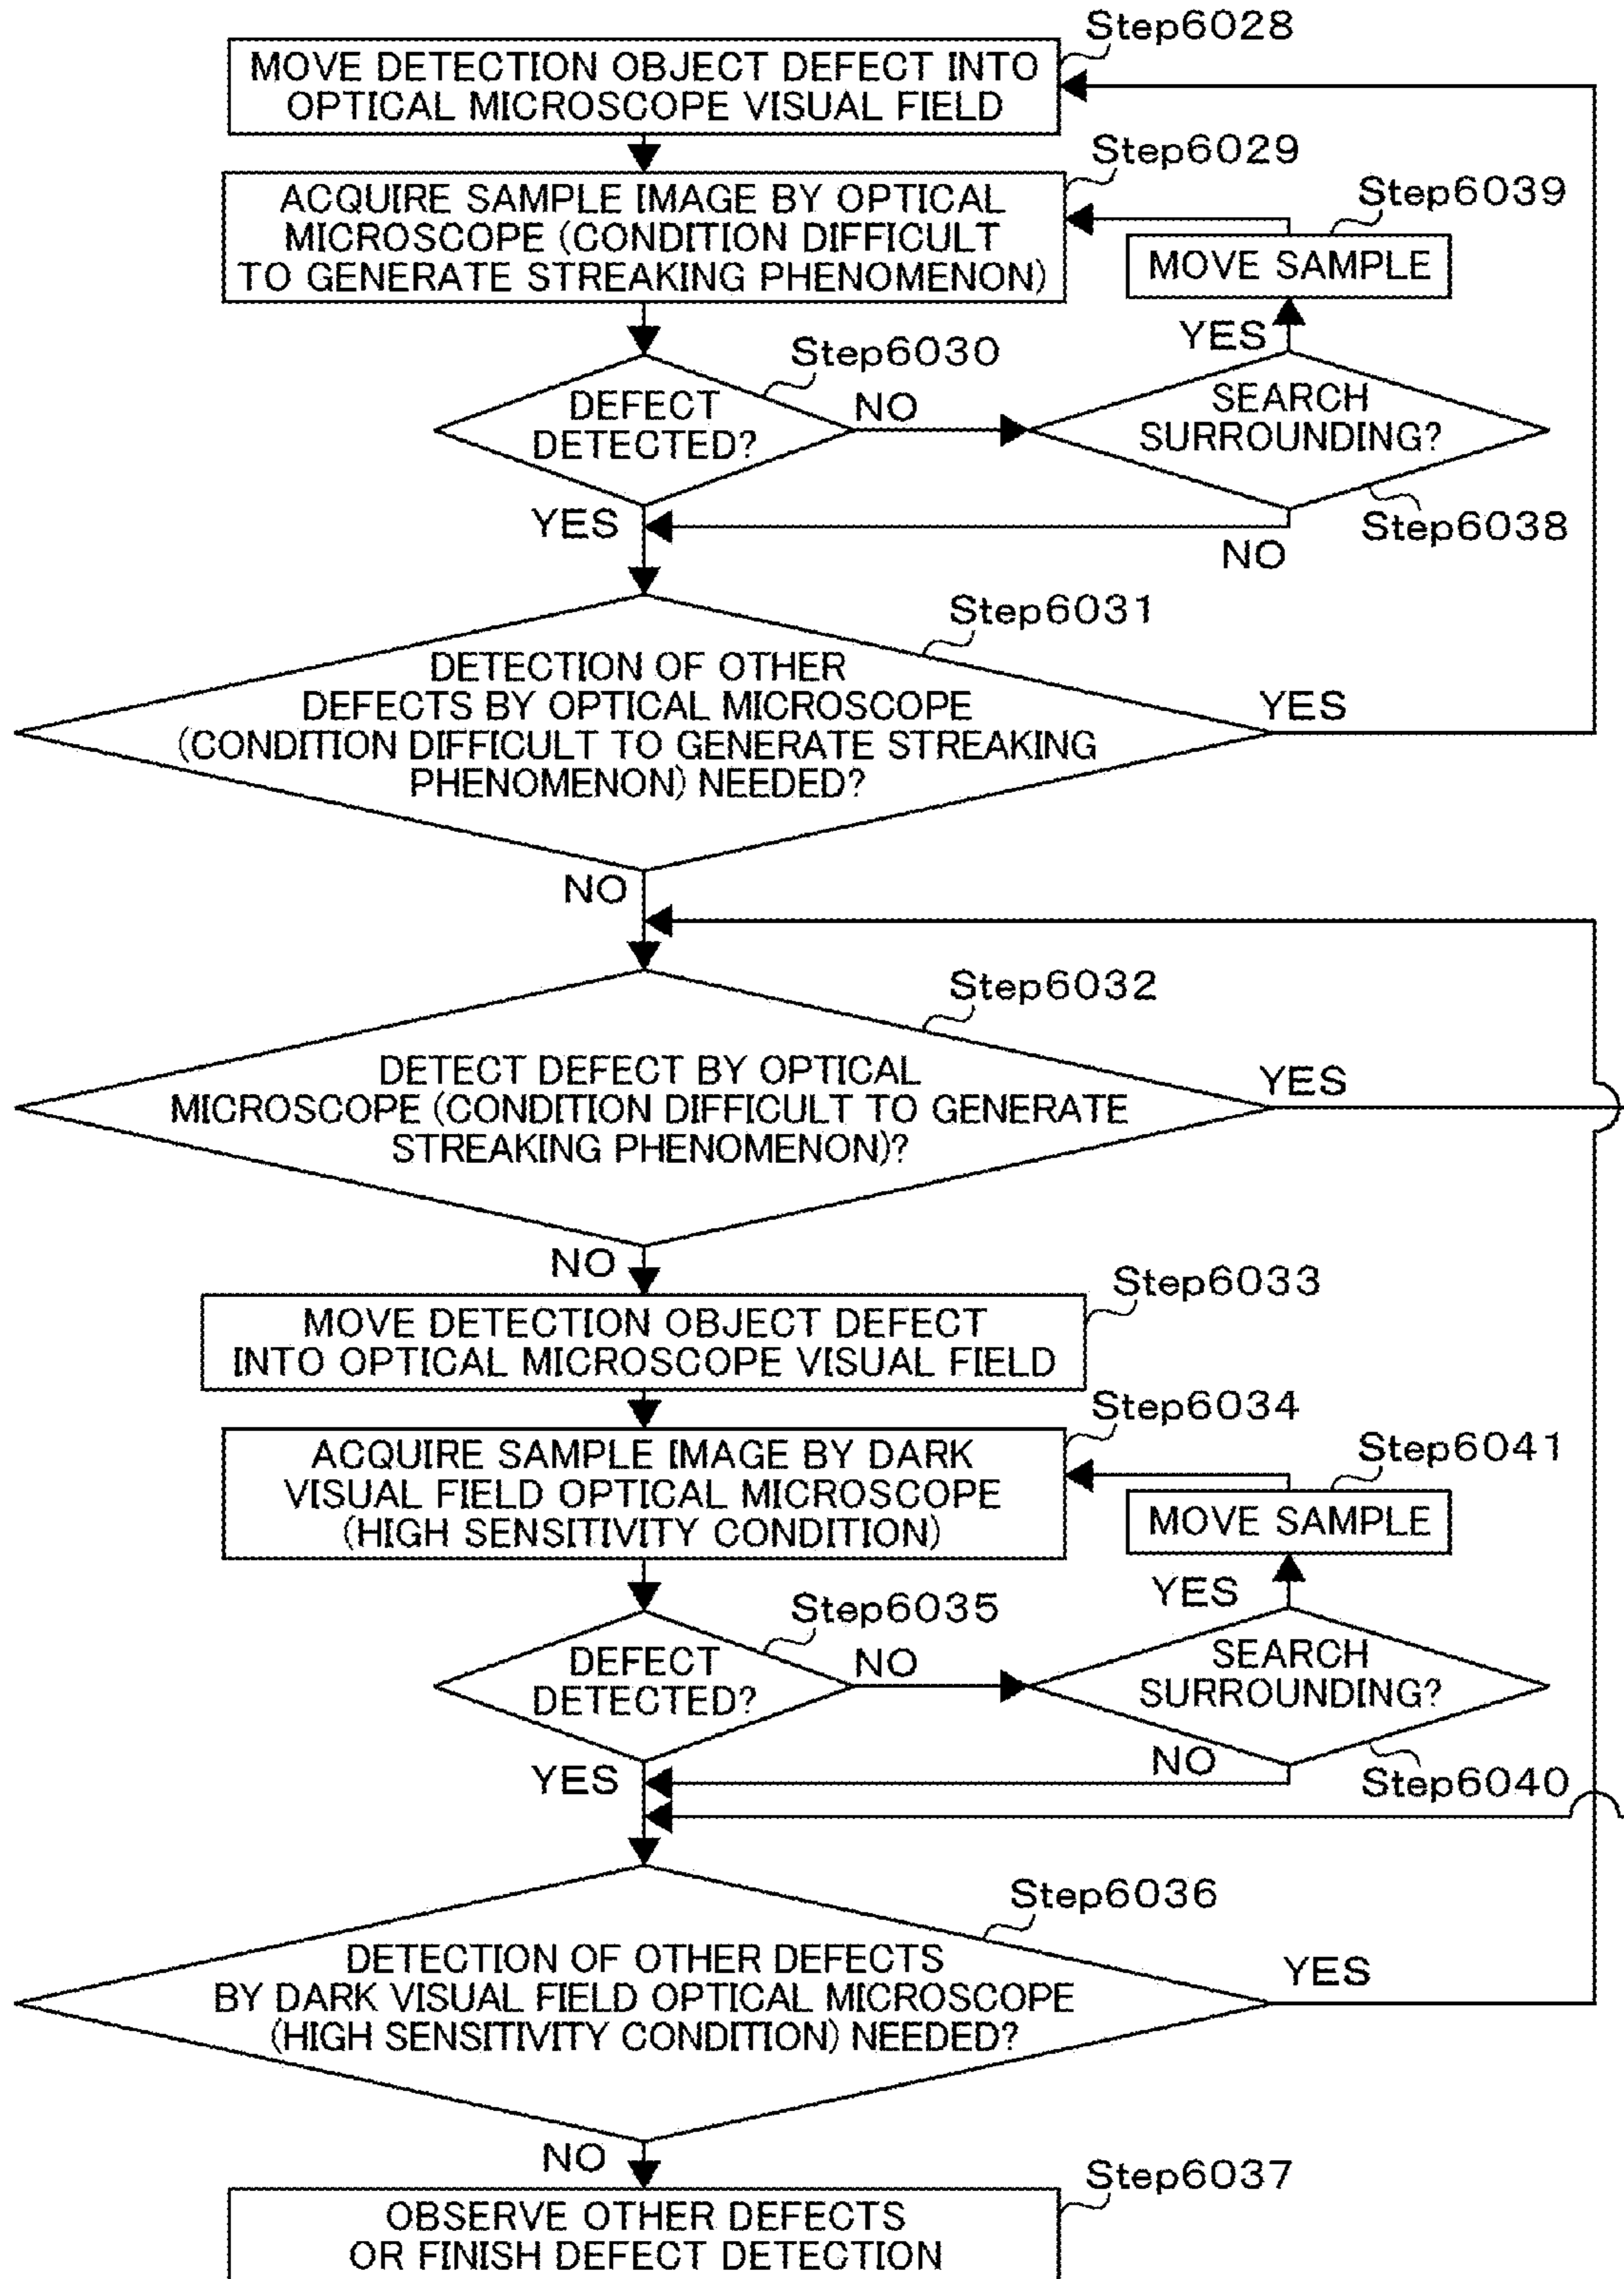 Step6028
MOVE DETECTION OBJECT DEFECT INTO
OPTICAL MICROSCOPE VISUAL FIELD
Step6029
ACQUIRE SAMPLE IMAGE BY OPTICAL
MICROSCOPE (CONDITION DIFFICULT
TO GENERATE STREAKING PHENOMENON)
Step6039
MOVE SAMPLE
YES
Step6030
DEFECT
DETECTED?
NO
SEARCH
SURROUNDING?
YES
Step6038
NO
Step6031
DETECTION OF OTHER
DEFECTS BY OPTICAL MICROSCOPE
(CONDITION DIFFICULT TO GENERATE STREAKING
PHENOMENON) NEEDED?
YES
NO
Step6032
DETECT DEFECT BY OPTICAL
MICROSCOPE (CONDITION DIFFICULT TO GENERATE
STREAKING PHENOMENON)?
YES
NO
Step6033
MOVE DETECTION OBJECT DEFECT
INTO OPTICAL MICROSCOPE VISUAL FIELD
Step6034
ACQUIRE SAMPLE IMAGE BY DARK
VISUAL FIELD OPTICAL MICROSCOPE
(HIGH SENSITIVITY CONDITION)
Step6041
MOVE SAMPLE
YES
Step6035
DEFECT
DETECTED?
NO
SEARCH
SURROUNDING?
YES
NO
Step6040
Step6036
DETECTION OF OTHER DEFECTS
BY DARK VISUAL FIELD OPTICAL MICROSCOPE
(HIGH SENSITIVITY CONDITION) NEEDED?
YES
NO
Step6037
OBSERVE OTHER DEFECTS
OR FINISH DEFECT DETECTION